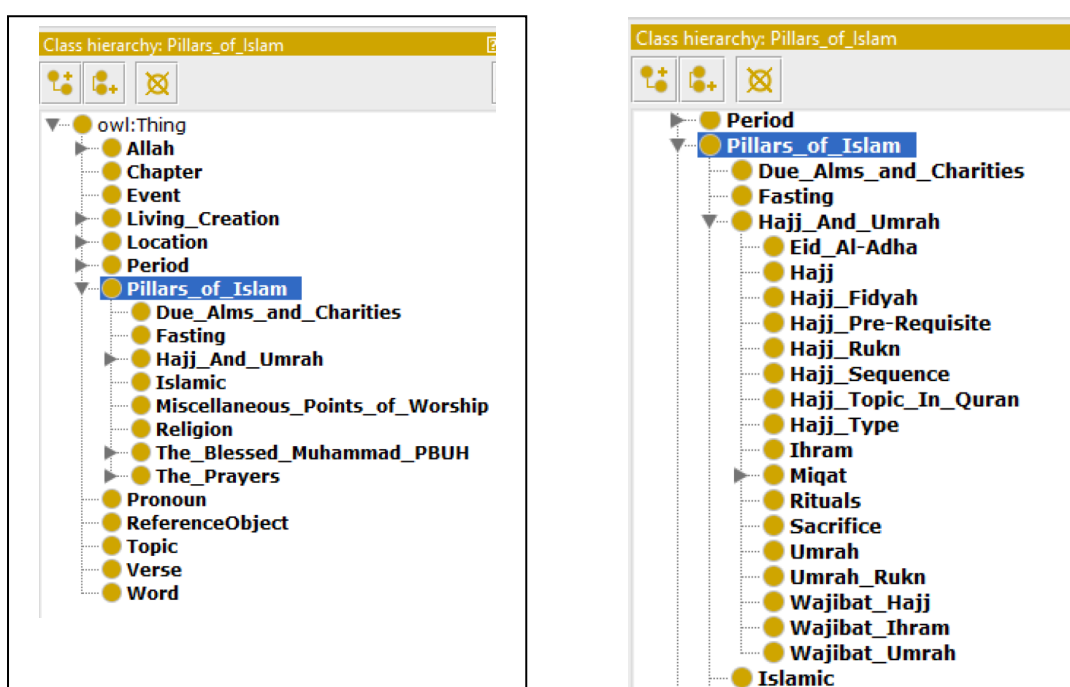 Class hierarchy: Pillars_of_Islam
owl:Thing
Allah
Chapter
Event
Living_Creation
Location
Period
Pillars_of_Islam
Due_Alms_and_Charities
Fasting
Hajj_And_Umrah
Islamic
Miscellaneous_Points_of_Worship
Religion
The_Blessed_Muhammad_PBUH
The_Prayers
Pronoun
ReferenceObject
Topic
Verse
Word
Class hierarchy: Pillars_of_Islam
Period
Pillars_of_Islam
Due_Alms_and_Charities
Fasting
Hajj_And_Umrah
Eid_Al-Adha
Hajj
Hajj_Fidyah
Hajj_Pre-Requisite
Hajj_Rukn
Hajj_Sequence
Hajj_Topic_In_Quran
Hajj_Type
Ihram
Miqat
Rituals
Sacrifice
Umrah
Umrah_Rukn
Wajibat_Hajj
Wajibat_Ihram
Wajibat_Umrah
Islamic